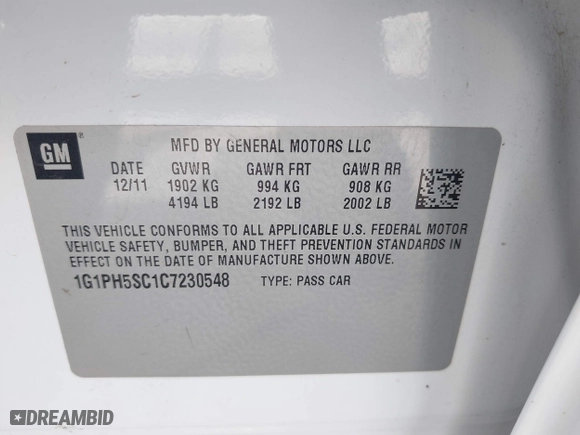 GM®
MFD BY GENERAL MOTORS LLC
DATE GVWR GAWR FRT GAWR RR
12/11 1902 KG 994 KG 908 KG
4194 LB 2192 LB 2002 LB
THIS VEHICLE CONFORMS TO ALL APPLICABLE U.S. FEDERAL MOTOR
VEHICLE SAFETY, BUMPER, AND THEFT PREVENTION STANDARDS IN
EFFECT ON THE DATE OF MANUFACTURE SHOWN ABOVE.
1G1PH5SC1C7230548 TYPE: PASS CAR
DREAMBID